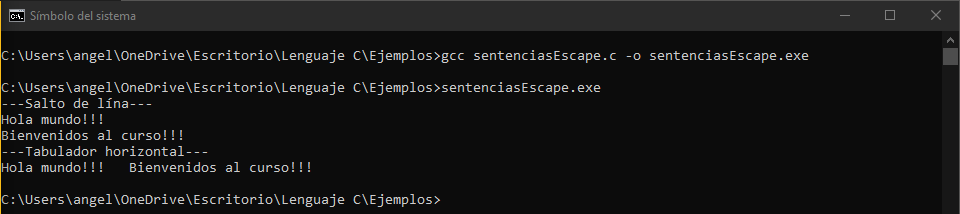 Símbolo del sistema
C:\Users\angel\OneDrive\Escritorio\Lenguaje C\Ejemplos>gcc sentenciasEscape.c -o sentenciasEscape.exe
C:\Users\angel\OneDrive\Escritorio\Lenguaje C\Ejemplos>sentenciasEscape.exe
---Salto de lína---
Hola mundo!!!
Bienvenidos al curso!!!
---Tabulador horizontal---
Hola mundo!!!   Bienvenidos al curso!!!
C:\Users\angel\OneDrive\Escritorio\Lenguaje C\Ejemplos>